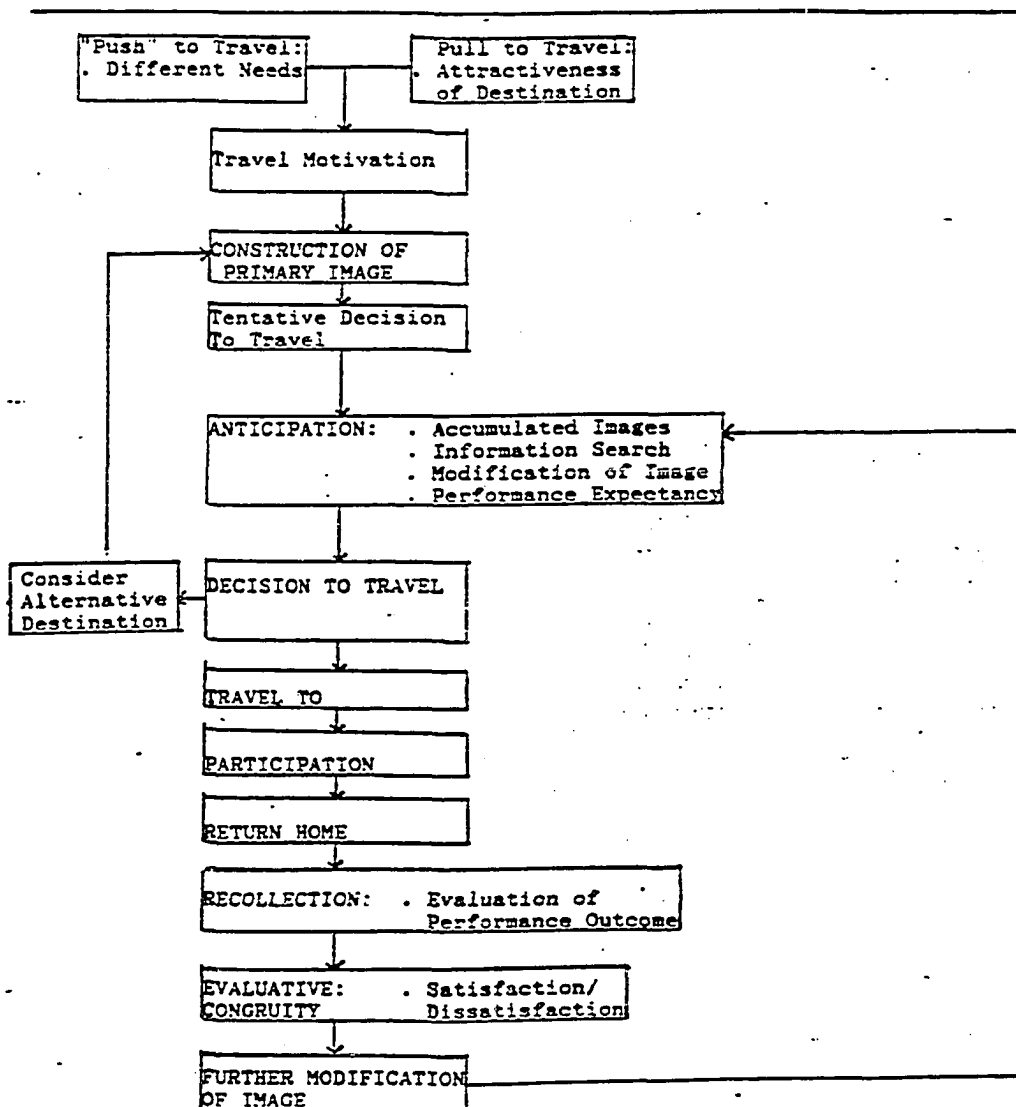 "Push" to Travel:
. Different Needs
Pull to Travel:
. Attractiveness
of Destination
Travel Motivation
CONSTRUCTION OF
PRIMARY IMAGE
Tentative Decision
To Travel
ANTICIPATION: . Accumulated Images
. Information Search
. Modification of Image
. Performance Expectancy
Consider
Alternative
Destination
DECISION TO TRAVEL
TRAVEL TO
PARTICIPATION
RETURN HOME
RECOLLECTION: . Evaluation of
Performance Outcome
EVALUATIVE: . Satisfaction/
CONGRUITY Dissatisfaction
FURTHER MODIFICATION
OF IMAGE